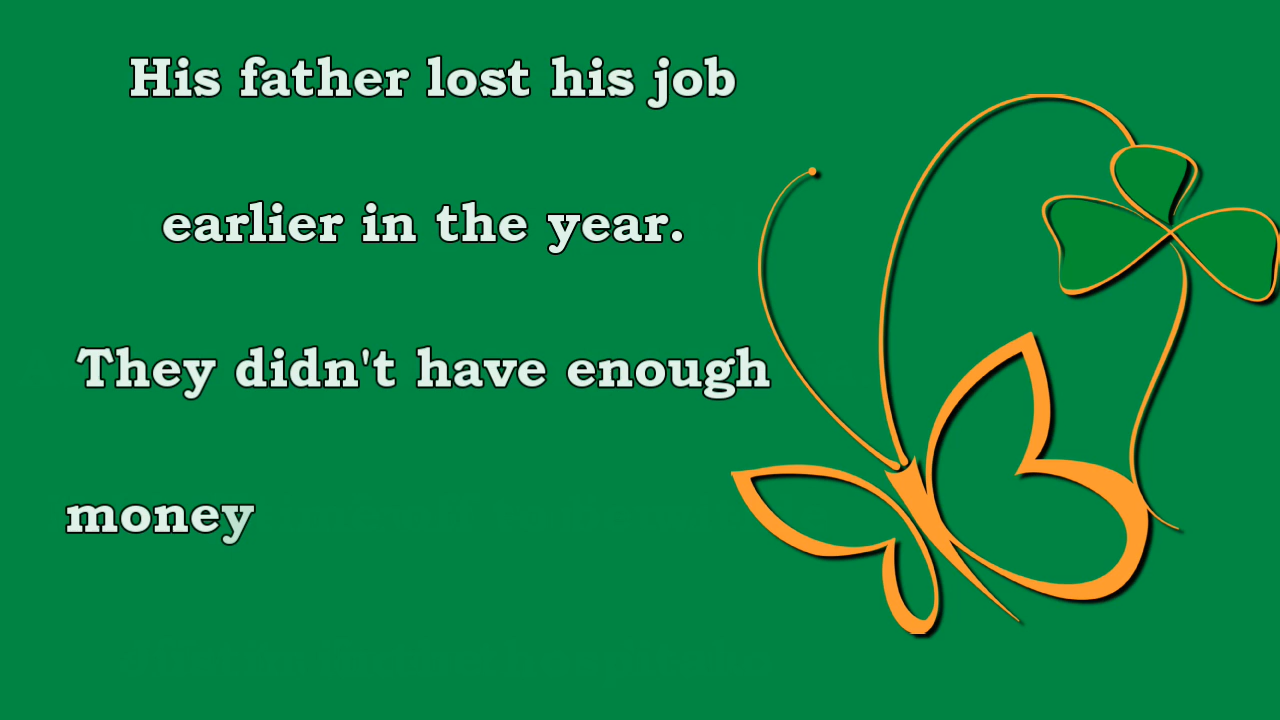 His father lost his job
earlier in the year.
They didn't have enough
money